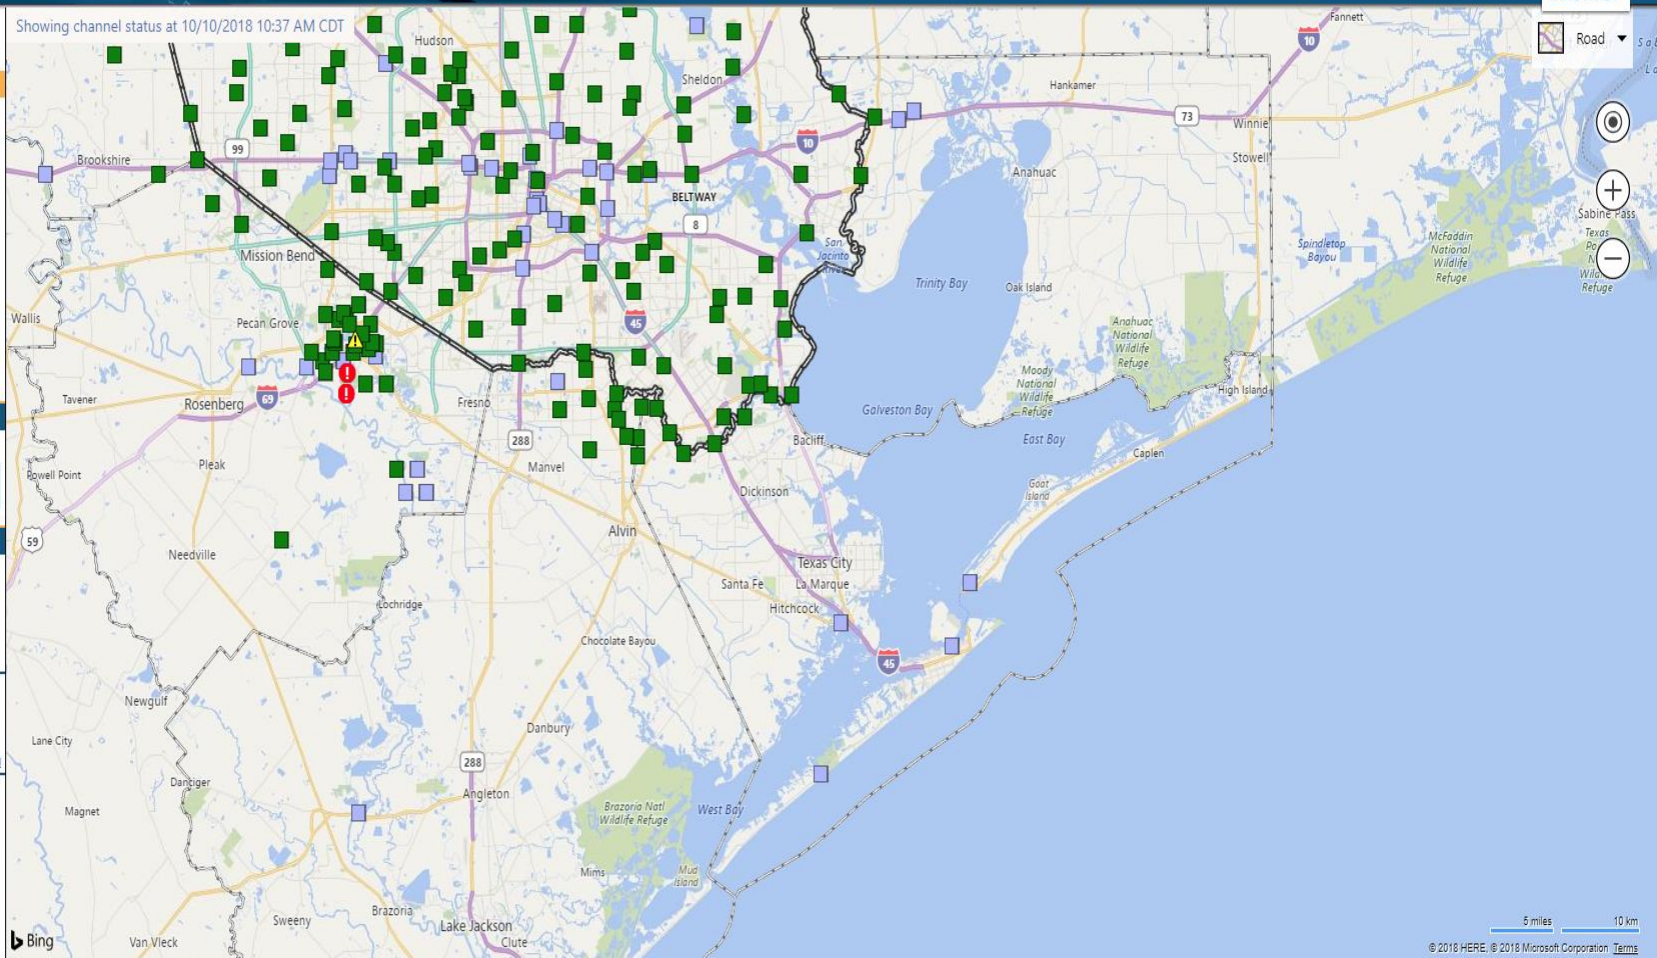 Showing channel status at 10/10/2018 10:37 AM CDT
Road
Fannett
10
Hudson
Sheldon
Hankamer
73
Winnie
99
10
Brookshire
Stowell
Anahuac
BELTWAY
8
Sabine Pass
Texas
McFaddin
National
Wildlife
Refuge
Spindletop
Bayou
San
Jacinto
Mission Bend
Refuge
Trinity Bay
Oak Island
Wallis
Pecan Grove
45
Anahuac
National
Wildlife
Refuge
Moody
National
Wildlife
Refuge
High Island
Tavener
Rosenberg
69
Fresno
Galveston Bay
288
Bacliff
East Bay
Caplen
Pleak
Manvel
Powell Point
Dickinson
Goat
Island
59
Alvin
Needville
Texas City
Santa Fe
La Marque
Hitchcock
Lochridge
Chocolate Bayou
45
Newgulf
Danbury
Lane City
288
Danciger
Angleton
Magnet
Brazoria Natl
Wildlife Refuge
West Bay
Mims
Mud
Island
Brazoria
Sweeny
Lake Jackson
Clute
Van Vleck
Bing
5 miles
10 km
© 2018 HERE, © 2018 Microsoft Corporation Terms